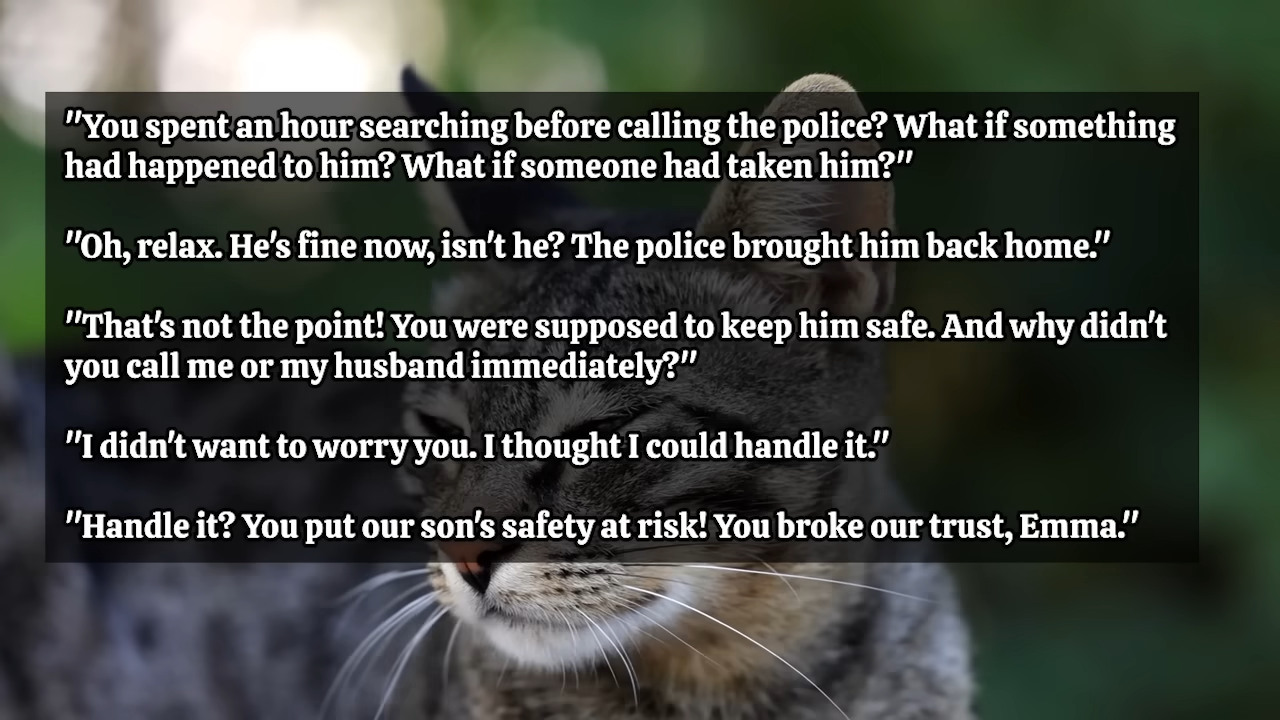 "You spent an hour searching before calling the police? What if something
had happened to him? What if someone had taken him?"
"Oh, relax. He's fine now, isn't he? The police brought him back home."
"That's not the point! You were supposed to keep him safe. And why didn't
you call me or my husband immediately?"
"I didn't want to worry you. I thought I could handle it."
"Handle it? You put our son's safety at risk! You broke our trust, Emma."